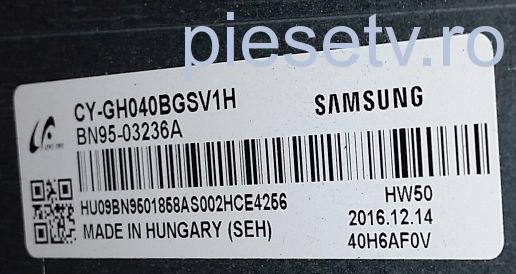 piesetv.ro
CY-GH040BGSV1H
SAMSUNG
BN95-03236A
HU09BN9501858AS002HCE4256
HW50
2016.12.14
MADE IN HUNGARY (SEH)
40H6AF0V